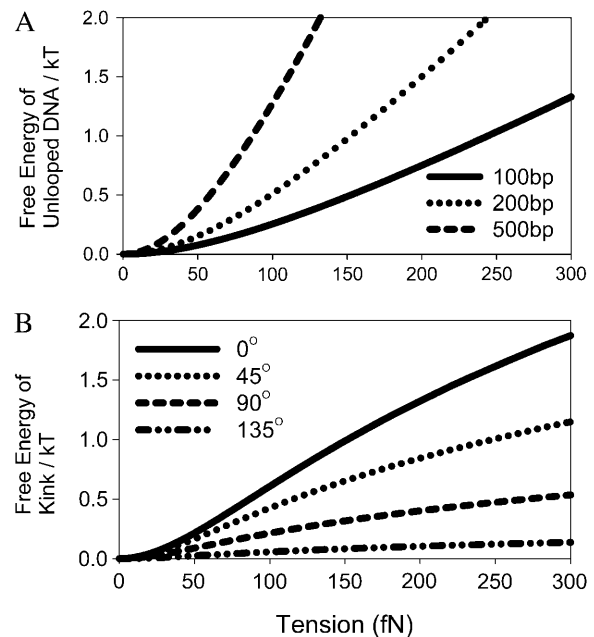 A
Free Energy of
Unlooped DNA / kT
2.0
1.5
1.0
0.5
0.0
100bp
200bp
500bp
0 50 100 150 200 250 300
B
Free Energy of
Kink / kT
2.0
1.5
1.0
0.5
0.0
0°
45°
90°
135°
0 50 100 150 200 250 300
Tension (fN)